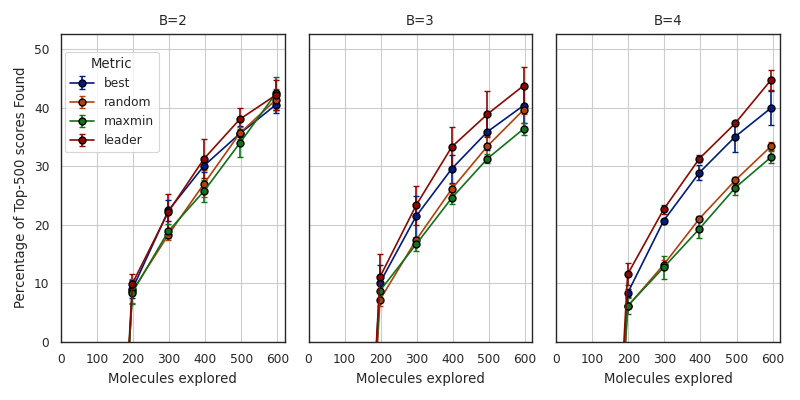 B=2 B=3 B=4
Percentage of Top-500 scores Found
50
40
30
20
10
0
Metric
best
random
maxmin
leader
0 100 200 300 400 500 600
0 100 200 300 400 500 600
0 100 200 300 400 500 600
Molecules explored Molecules explored Molecules explored